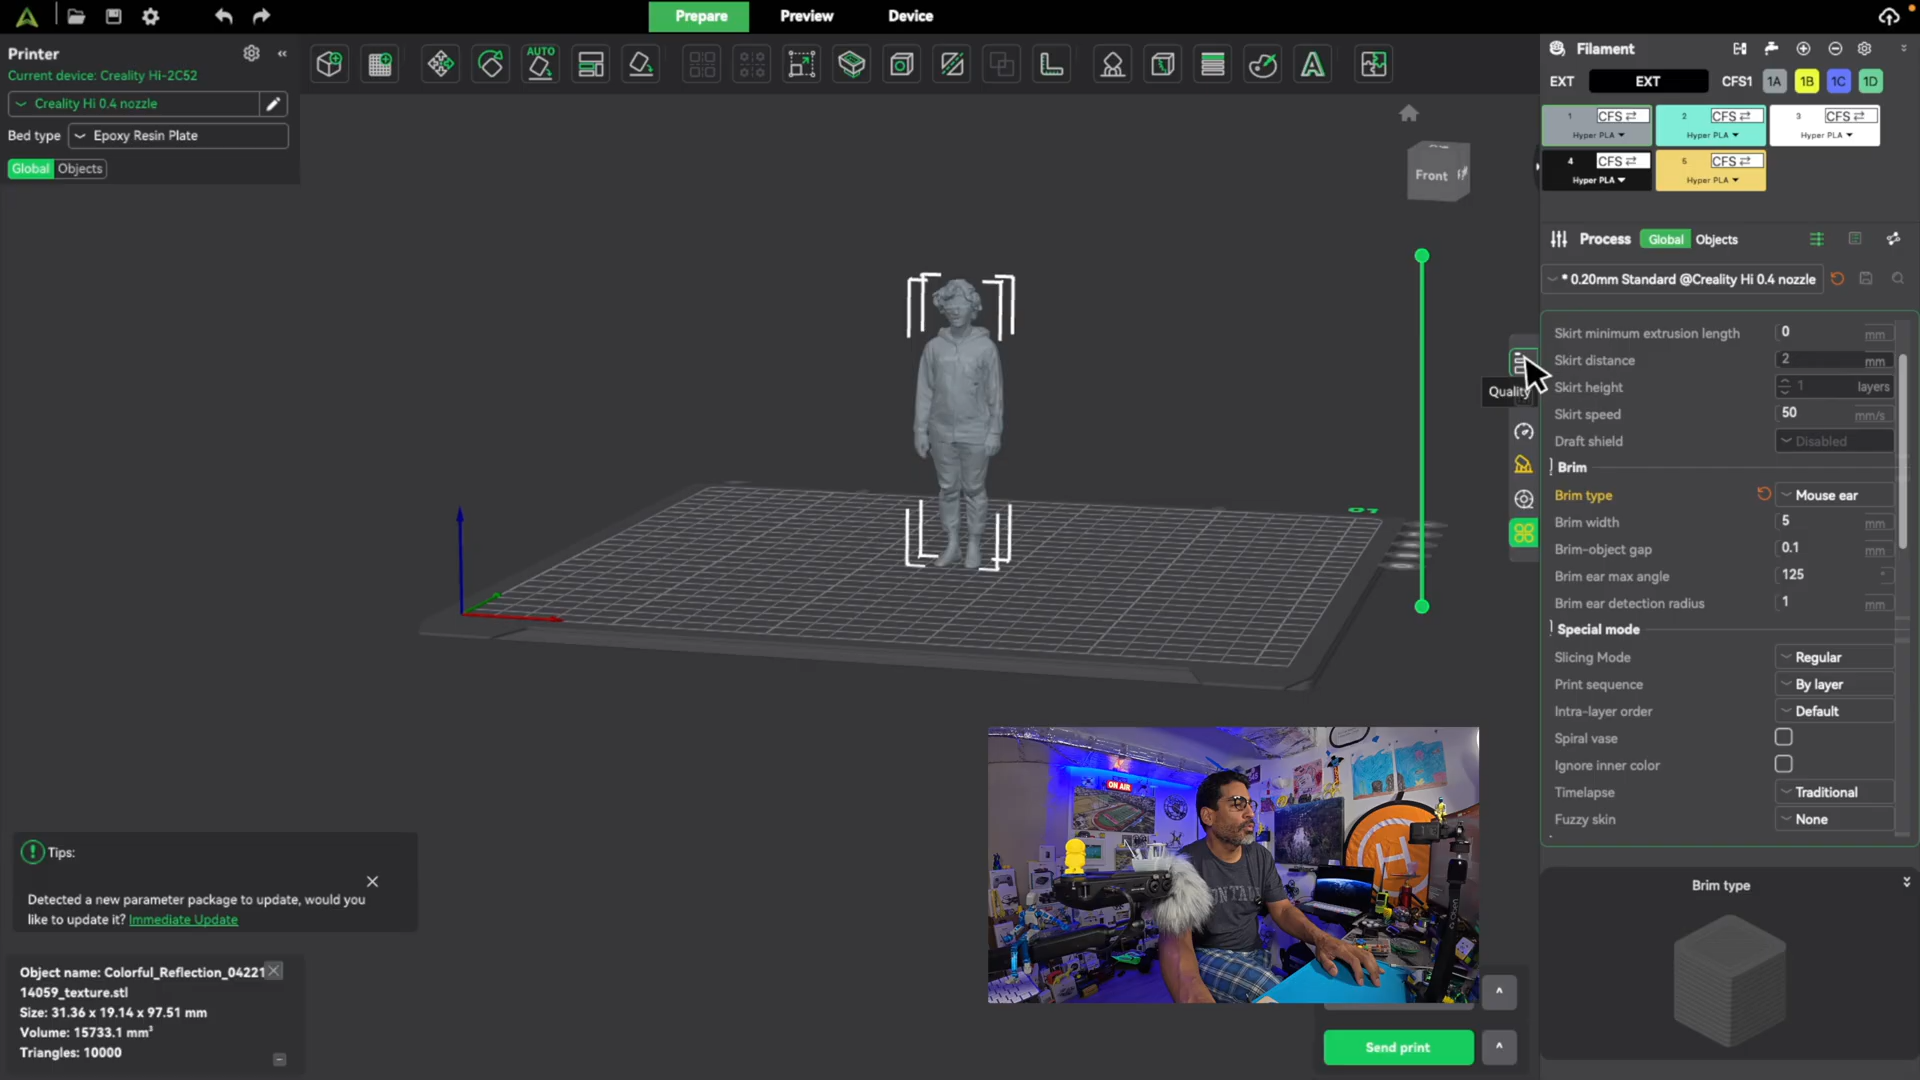 Prepare
Preview
Device
Printer
Current device: Creality Hi-2C52
Creality Hi 0.4 nozzle
Bed type
Epoxy Resin Plate
Global
Objects
AUTO
Front
Filament
EXT
EXT
CFS1
1A
1B
1C
1D
1 CFS
Hyper PLA
2 CFS
Hyper PLA
3 CFS
Hyper PLA
4 CFS
Hyper PLA
5 CFS
Hyper PLA
Process
Global
Objects
* 0.20mm Standard @Creality Hi 0.4 nozzle
Quality
Skirt minimum extrusion length 0 mm
Skirt distance 2 mm
Skirt height 1 layers
Skirt speed 50 mm/s
Draft shield Disabled
Brim
Brim type Mouse ear
Brim width 5 mm
Brim-object gap 0.1 mm
Brim ear max angle 125 °
Brim ear detection radius 1 mm
Special mode
Slicing Mode Regular
Print sequence By layer
Intra-layer order Default
Spiral vase
Ignore inner color
Timelapse Traditional
Fuzzy skin None
Brim type
ON AIR
Tips:
Detected a new parameter package to update, would you
like to update it? Immediate Update
Object name: Colorful_Reflection_04221
14059_texture.stl
Size: 31.36 x 19.14 x 97.51 mm
Volume: 15733.1 mm³
Triangles: 10000
Send print